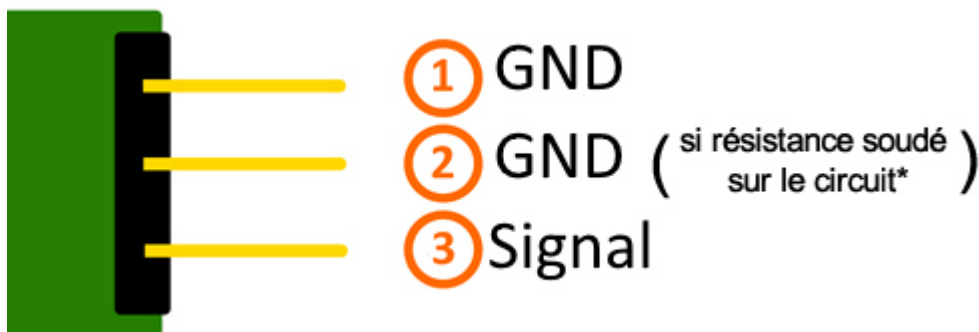 1 GND
2 GND ( si résistance soudé
sur le circuit* )
3 Signal